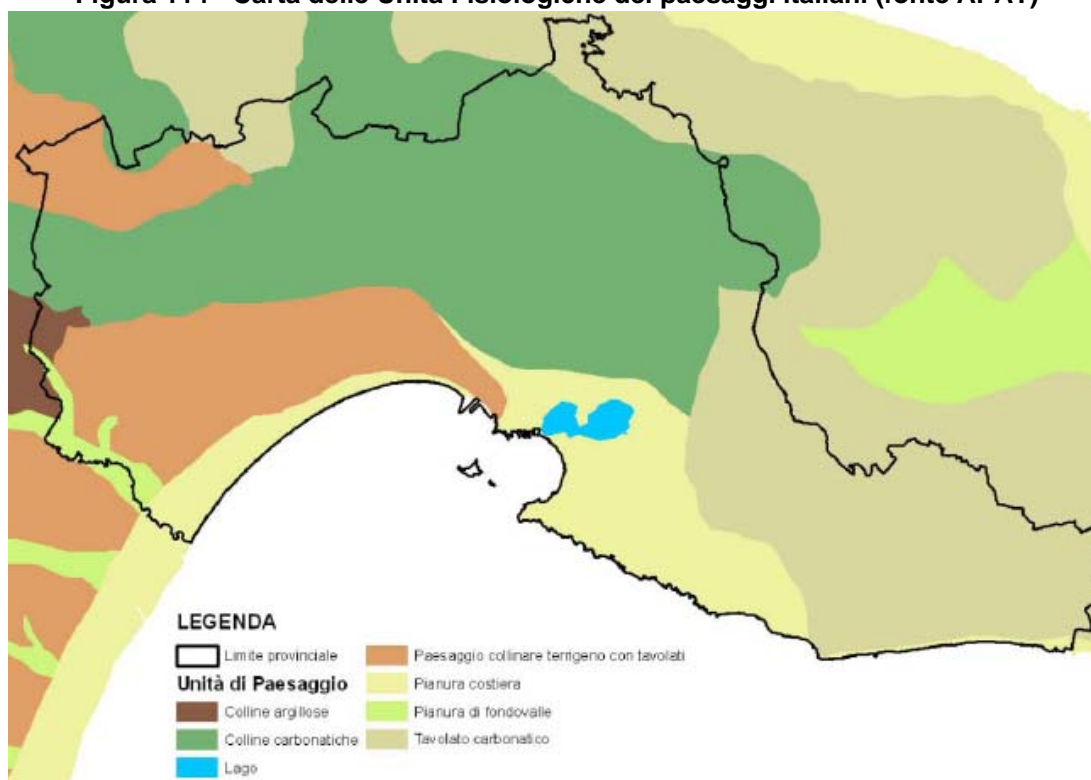 Figura - Carta delle Unità Fisiologiche dei paesaggi italiani (fonte APAT)
LEGENDA
Limite provinciale
Unità di Paesaggio
Colline argillose
Colline carbonatiche
Lago
Paesaggio collinare terrigeno con tavolati
Pianura costiera
Pianura di fondovalle
Tavolato carbonatico